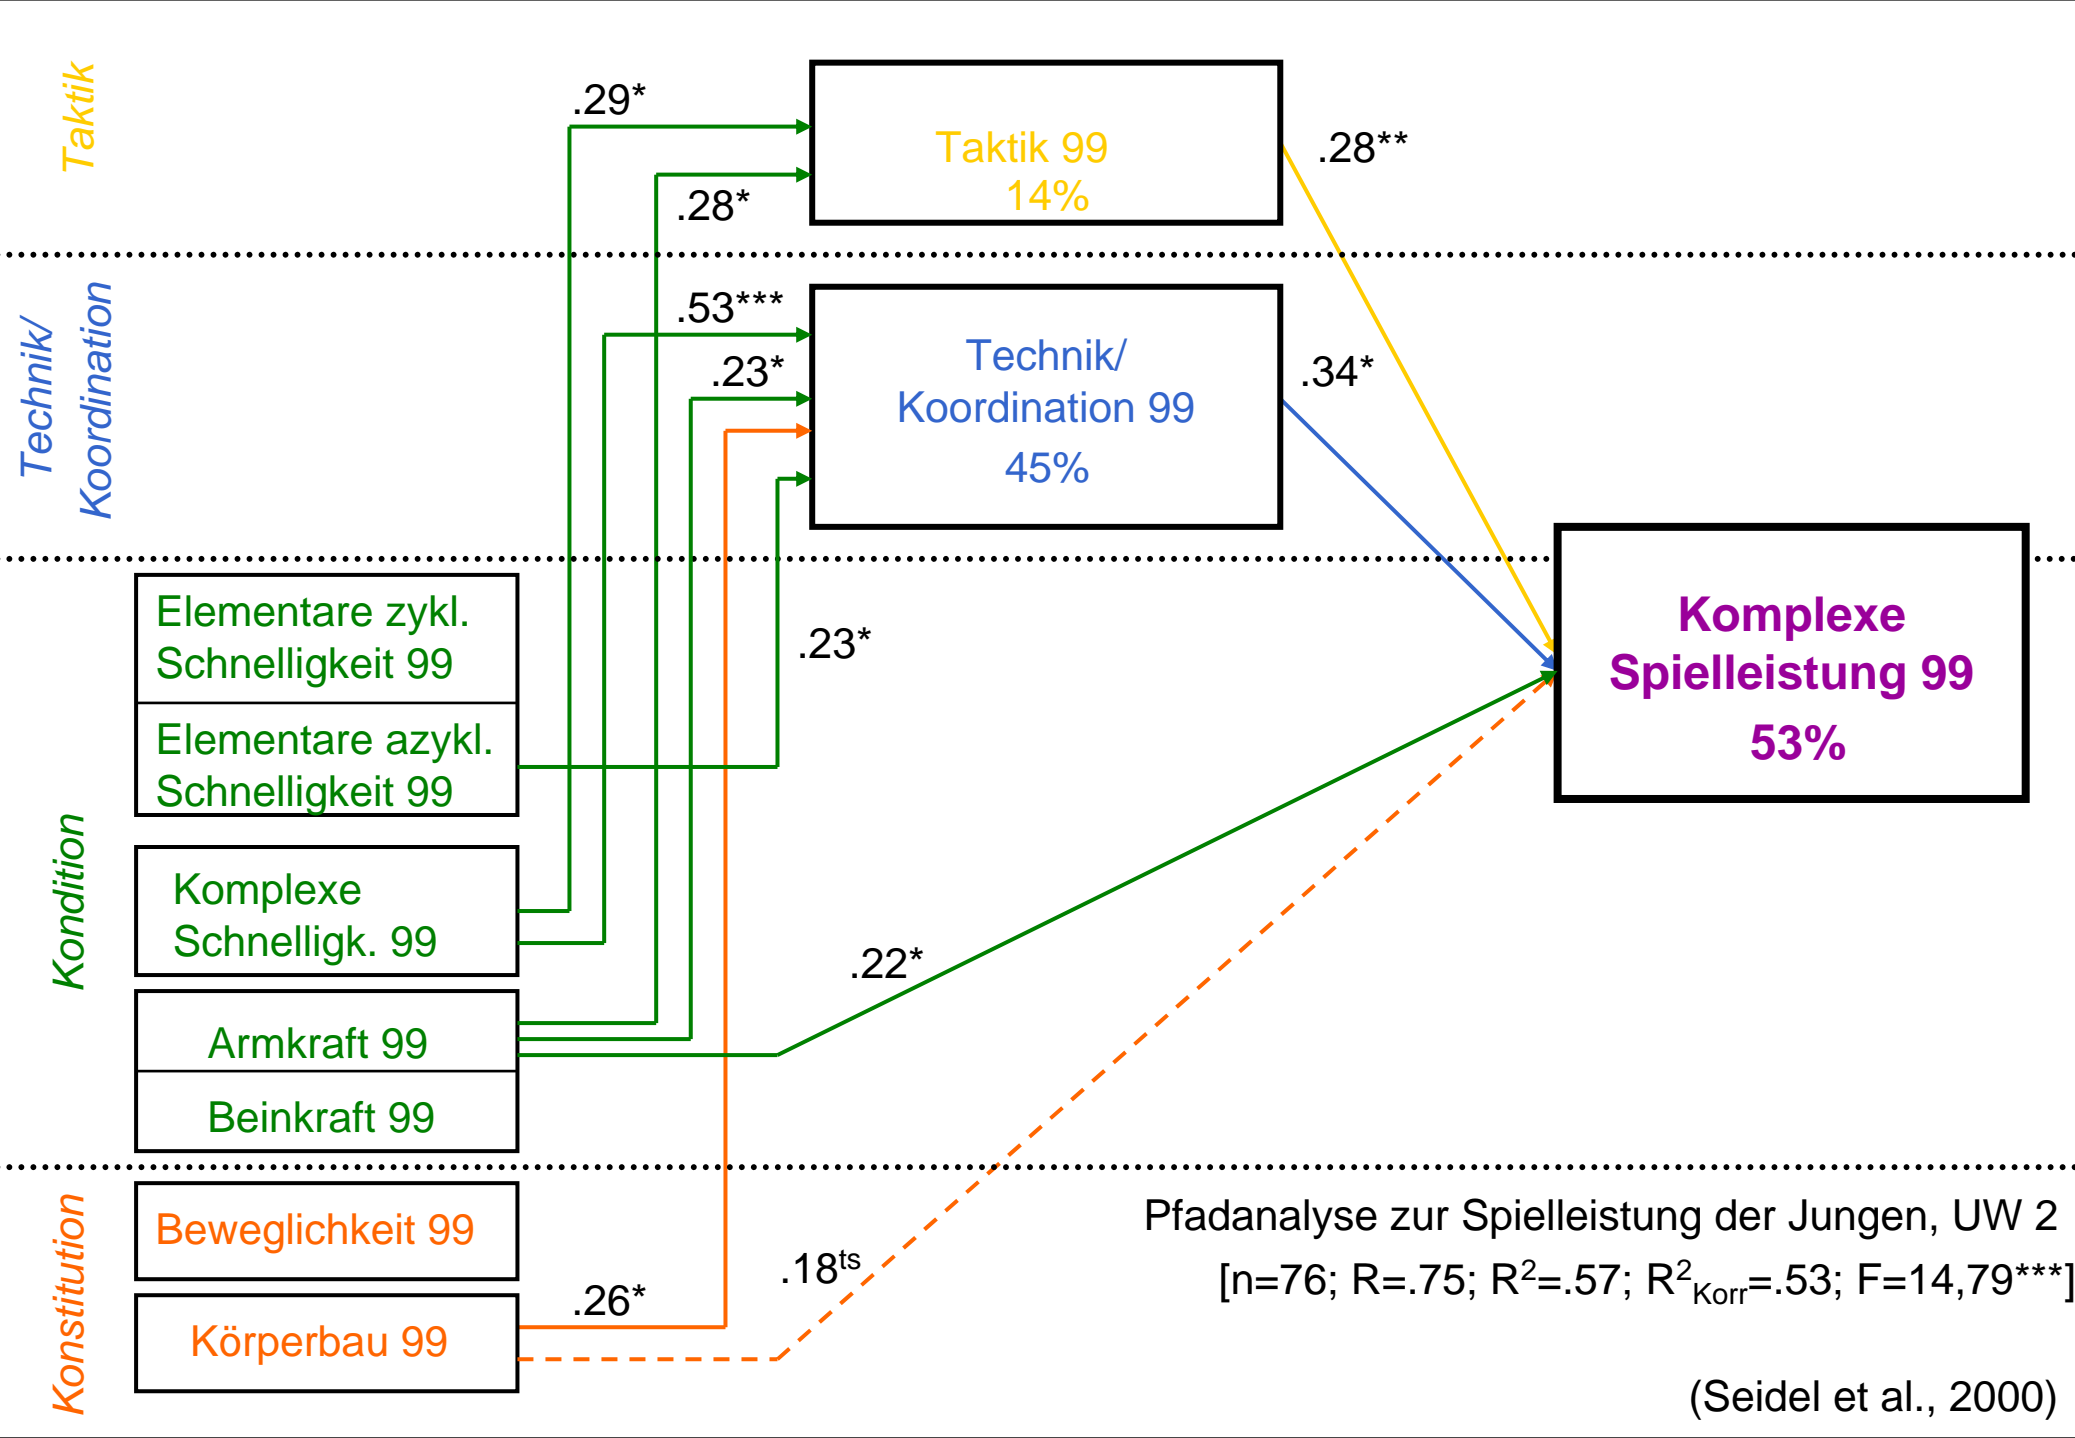 Taktik
.29*
.28*
Taktik 99
14%
.28**
Technik/
Koordination
.53***
.23*
Technik/
Koordination 99
45%
.34*
Kondition
Elementare zykl.
Schnelligkeit 99
Elementare azykl.
Schnelligkeit 99
.23*
Komplexe
Spielleistung 99
53%
Komplexe
Schnelligk. 99
.22*
Armkraft 99
Beinkraft 99
Konstitution
Beweglichkeit 99
Körperbau 99
.26*
.18ts
Pfadanalyse zur Spielleistung der Jungen, UW 2
[n=76; R=.75; R2=.57; R2Korr=.53; F=14,79***]
(Seidel et al., 2000)